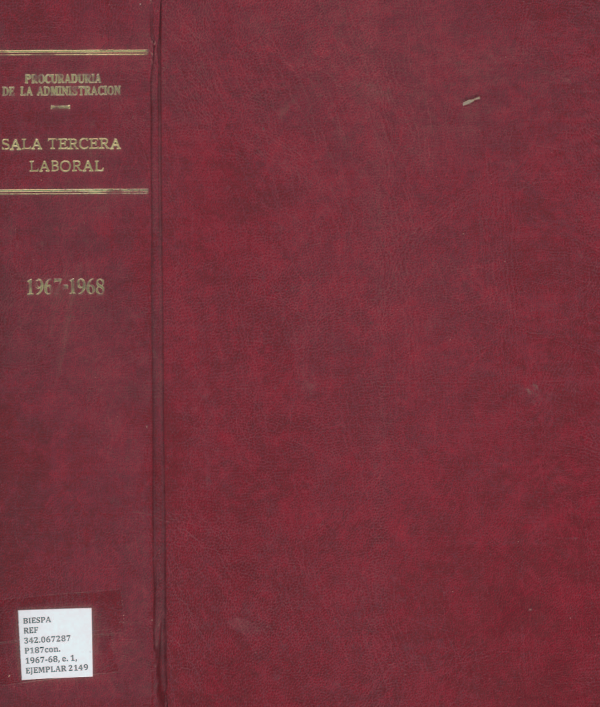 PROCURADURIA
DE LA ADMINISTRACION
SALA TERCERA
LABORAL
1967-1968
BIESPA
REF
342.067287
P187con.
1967-68, e. 1,
EJEMPLAR 2149